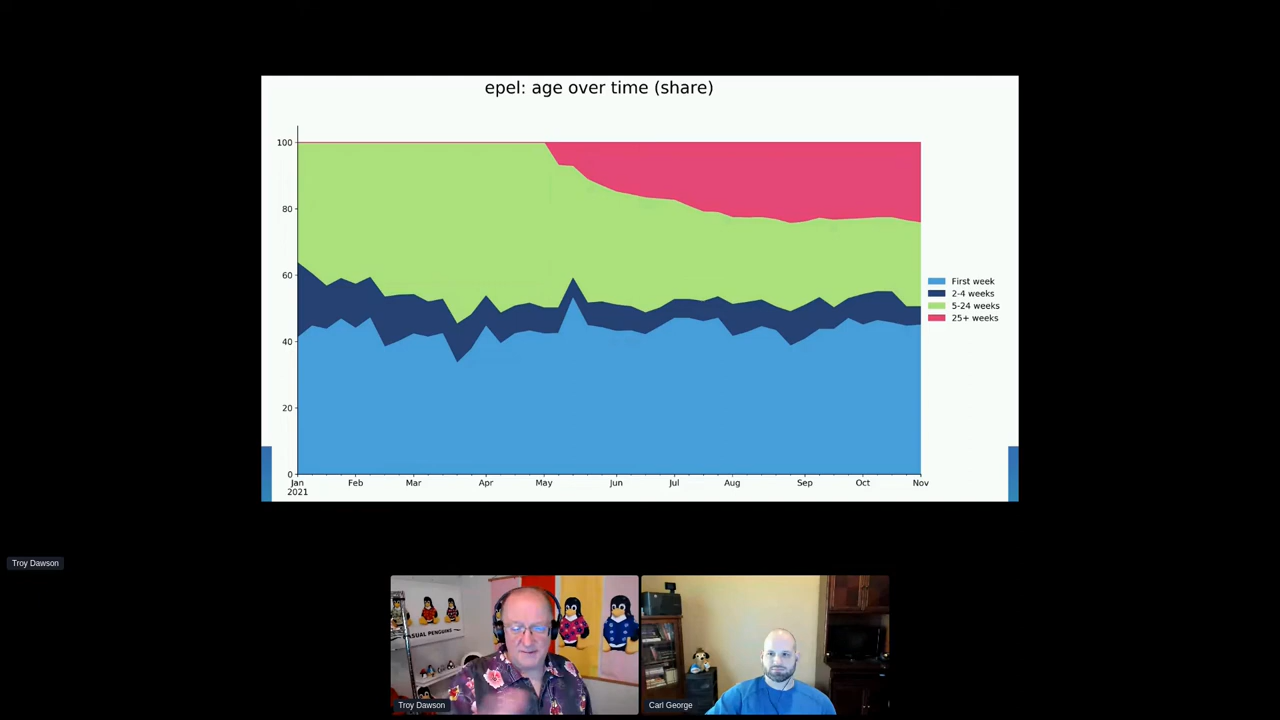 epel: age over time (share)
100
80
60
40
20
0
Jan Feb Mar Apr May Jun Jul Aug Sep Oct Nov
2021
First week
2-4 weeks
5-24 weeks
25+ weeks
Troy Dawson
CASUAL PENGUINS
Troy Dawson
Carl George